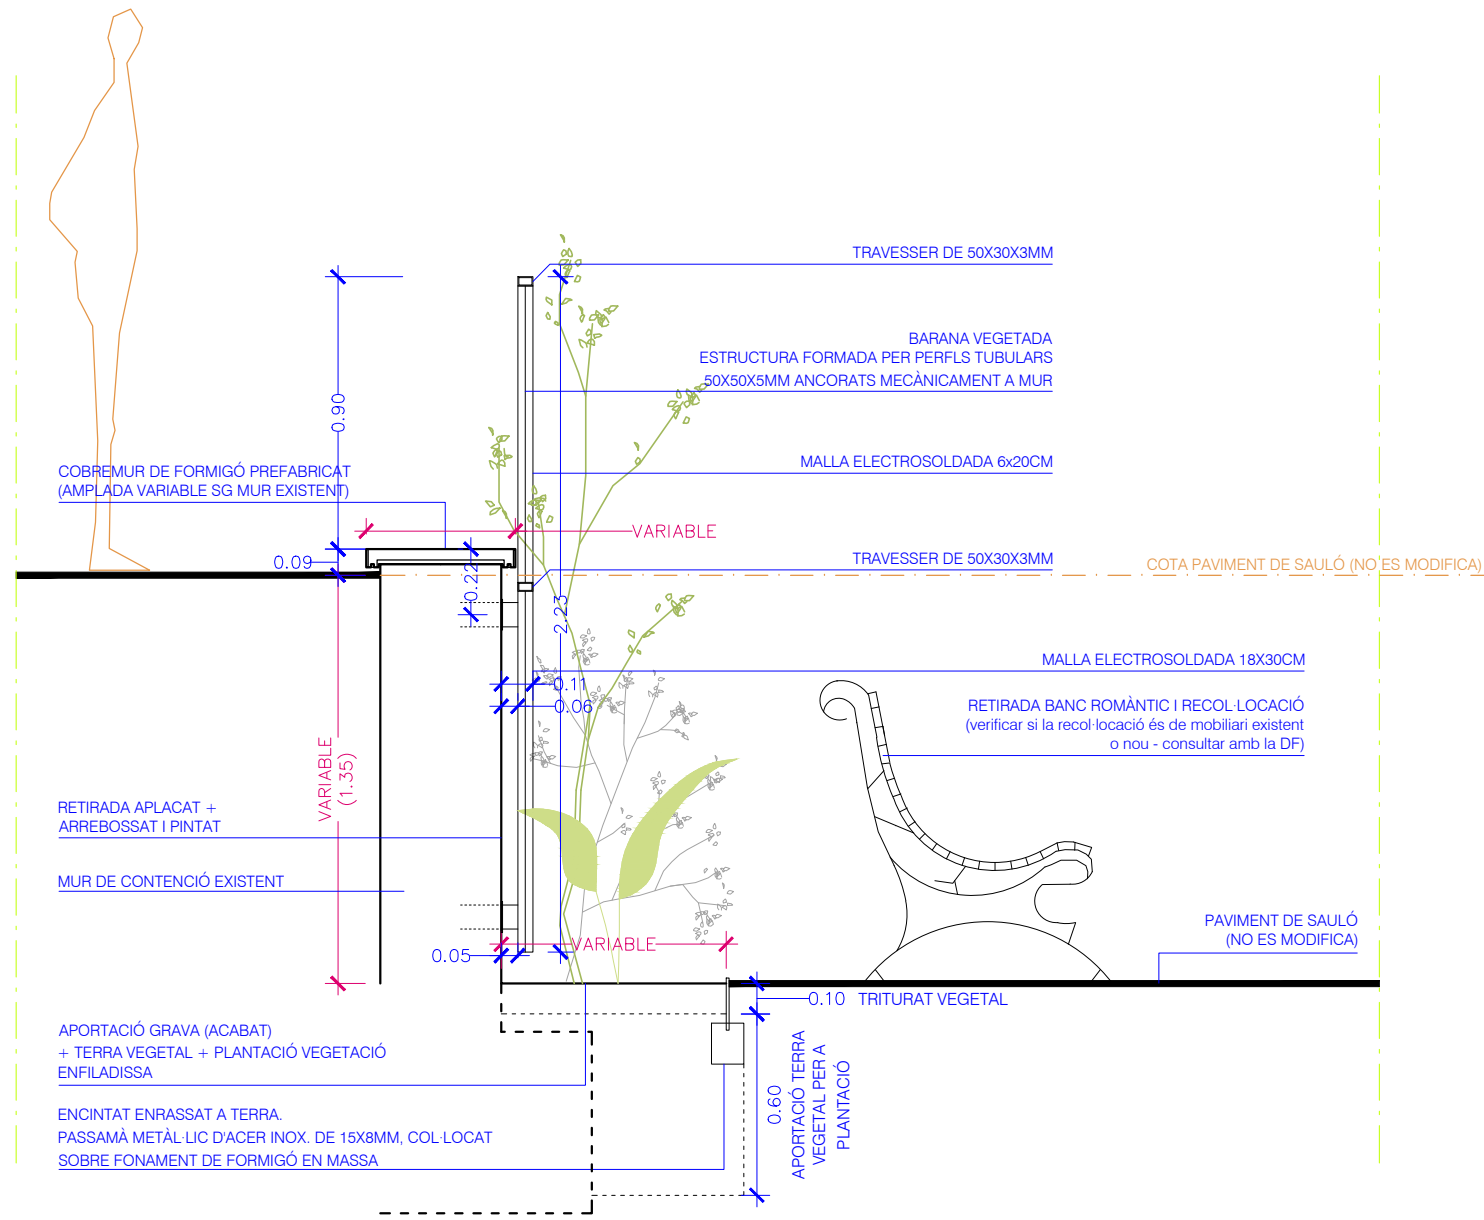 TRAVESSER DE 50X30X3MM
BARANA VEGETADA
ESTRUCTURA FORMADA PER PERFLS TUBULARS
50X50X5MM ANCORATS MECÀNICAMENT A MUR
0.90
COBREMUR DE FORMIGÓ PREFABRICAT
(AMPLADA VARIABLE SG MUR EXISTENT)
MALLA ELECTROSOLDADA 6x20CM
VARIABLE
0.09
0.22
TRAVESSER DE 50X30X3MM
COTA PAVIMENT DE SAULÓ (NO ES MODIFICA)
2.23
MALLA ELECTROSOLDADA 18X30CM
0.11
0.06
RETIRADA BANC ROMÀNTIC I RECOL·LOCACIÓ
(verificar si la recol·locació és de mobiliari existent
o nou - consultar amb la DF)
VARIABLE
(1.35)
RETIRADA APLACAT +
ARREBOSSAT I PINTAT
MUR DE CONTENCIÓ EXISTENT
PAVIMENT DE SAULÓ
(NO ES MODIFICA)
VARIABLE
0.05
0.10 TRITURAT VEGETAL
APORTACIÓ GRAVA (ACABAT)
+ TERRA VEGETAL + PLANTACIÓ VEGETACIÓ
ENFILADISSA
0.60
APORTACIÓ TERRA
VEGETAL PER A
PLANTACIÓ
ENCINTAT ENRASSAT A TERRA.
PASSAMÀ METÀL·LIC D'ACER INOX. DE 15X8MM, COL·LOCAT
SOBRE FONAMENT DE FORMIGÓ EN MASSA